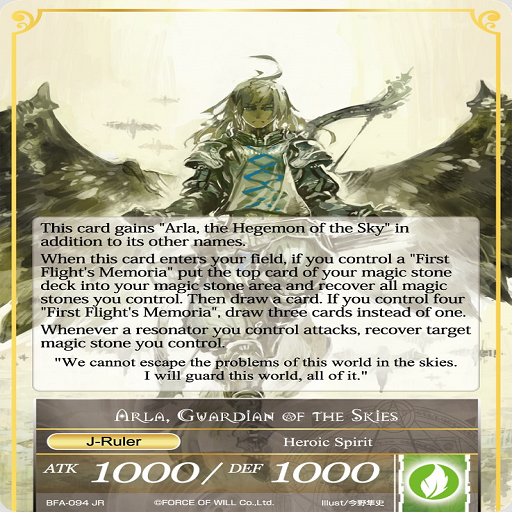 This card gains "Arla, the Hegemon of the Sky" in
addition to its other names.
When this card enters your field, if you control a "First
Flight's Memoria" put the top card of your magic stone
deck into your magic stone area and recover all magic
stones you control. Then draw a card. If you control four
"First Flight's Memoria", draw three cards instead of one.
Whenever a resonator you control attacks, recover target
magic stone you control.
"We cannot escape the problems of this world in the skies.
I will guard this world, all of it."
Arla, Guardian of the Skies
J-Ruler Heroic Spirit
ATK 1000/ DEF 1000
BFA-094 JR ©FORCE OF WILL Co.,Ltd. Illust/今野隼史